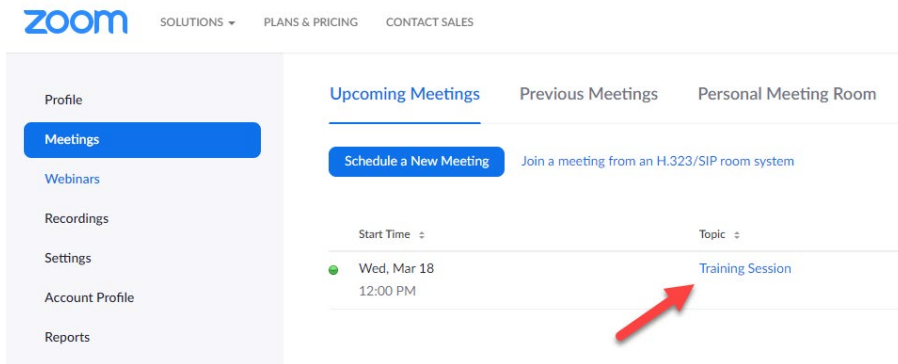 zoom SOLUTIONS PLANS & PRICING CONTACT SALES
Profile
Meetings
Webinars
Recordings
Settings
Account Profile
Reports
Upcoming Meetings Previous Meetings Personal Meeting Room
Schedule a New Meeting Join a meeting from an H.323/SIP room system
Start Time Topic
Wed, Mar 18 Training Session
12:00 PM